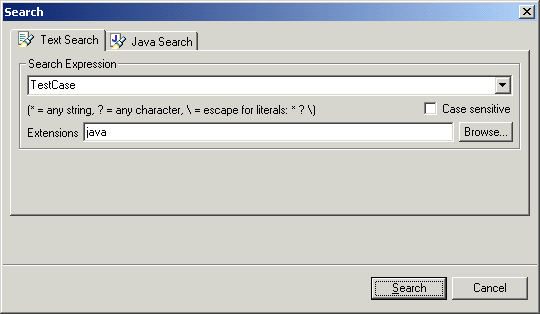 Search
Text Search Java Search
Search Expression
TestCase
(* = any string, ? = any character, \ = escape for literals: * ? \) Case sensitive
Extensions java Browse...
Search Cancel